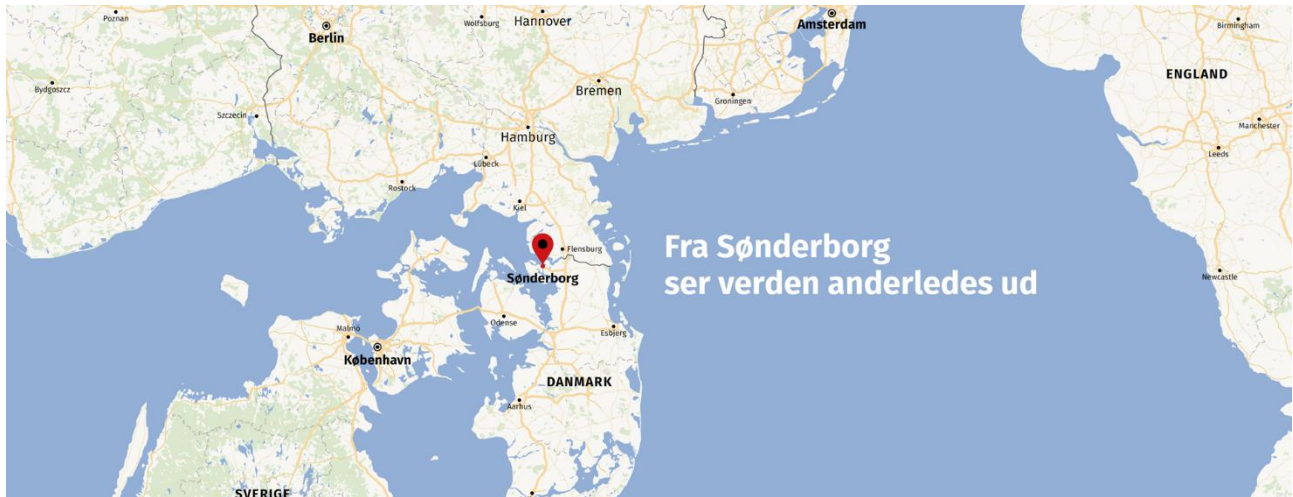 Poznan
Berlin
Wolfsburg
Hannover
Amsterdam
Birmingham
ENGLAND
Bydgoszcz
Bremen
Groningen
Szczecin
Hamburg
Manchester
Lübeck
Leeds
Rostock
Kiel
Flensburg
Fra Sønderborg
ser verden anderledes ud
Sønderborg
Newcastle
Odense
Malmö
Esbjerg
København
DANMARK
Aarhus
SVERIGE